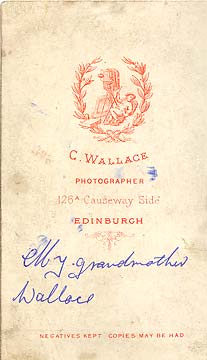 C. WALLACE
PHOTOGRAPHER
126A Causeway Side
EDINBURGH
My grandmother
Wallace
NEGATIVES KEPT COPIES MAY BE HAD